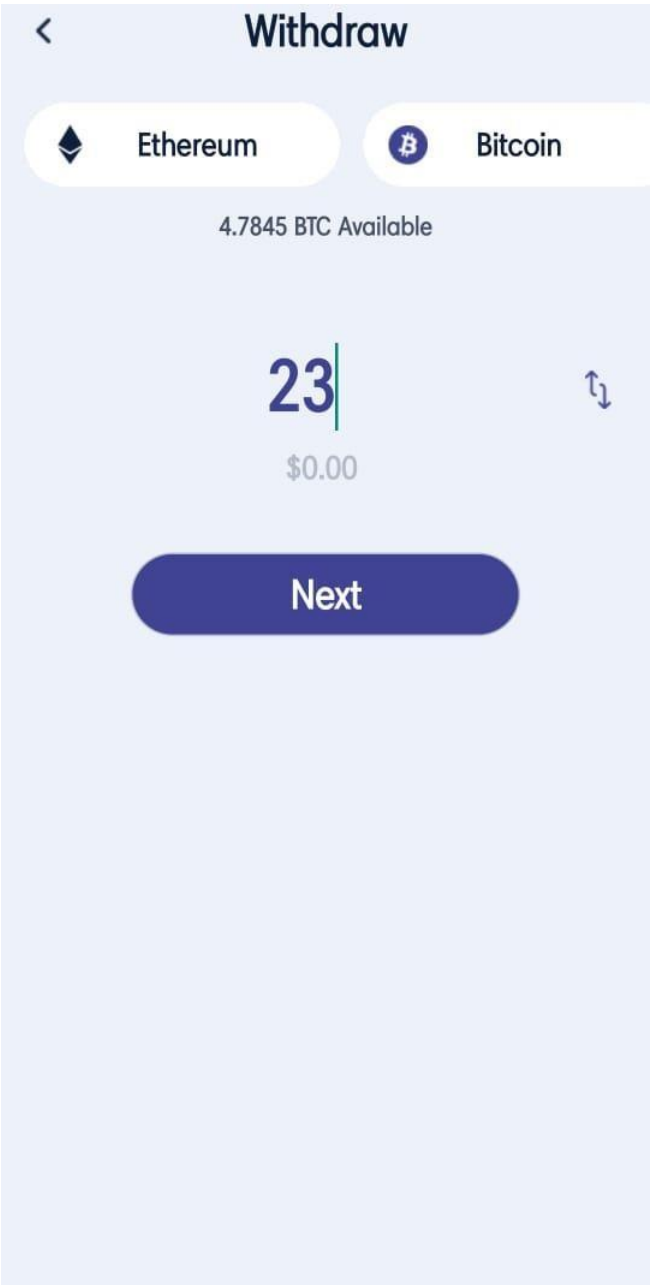 Withdraw
Ethereum
Bitcoin
4.7845 BTC Available
23
$0.00
Next